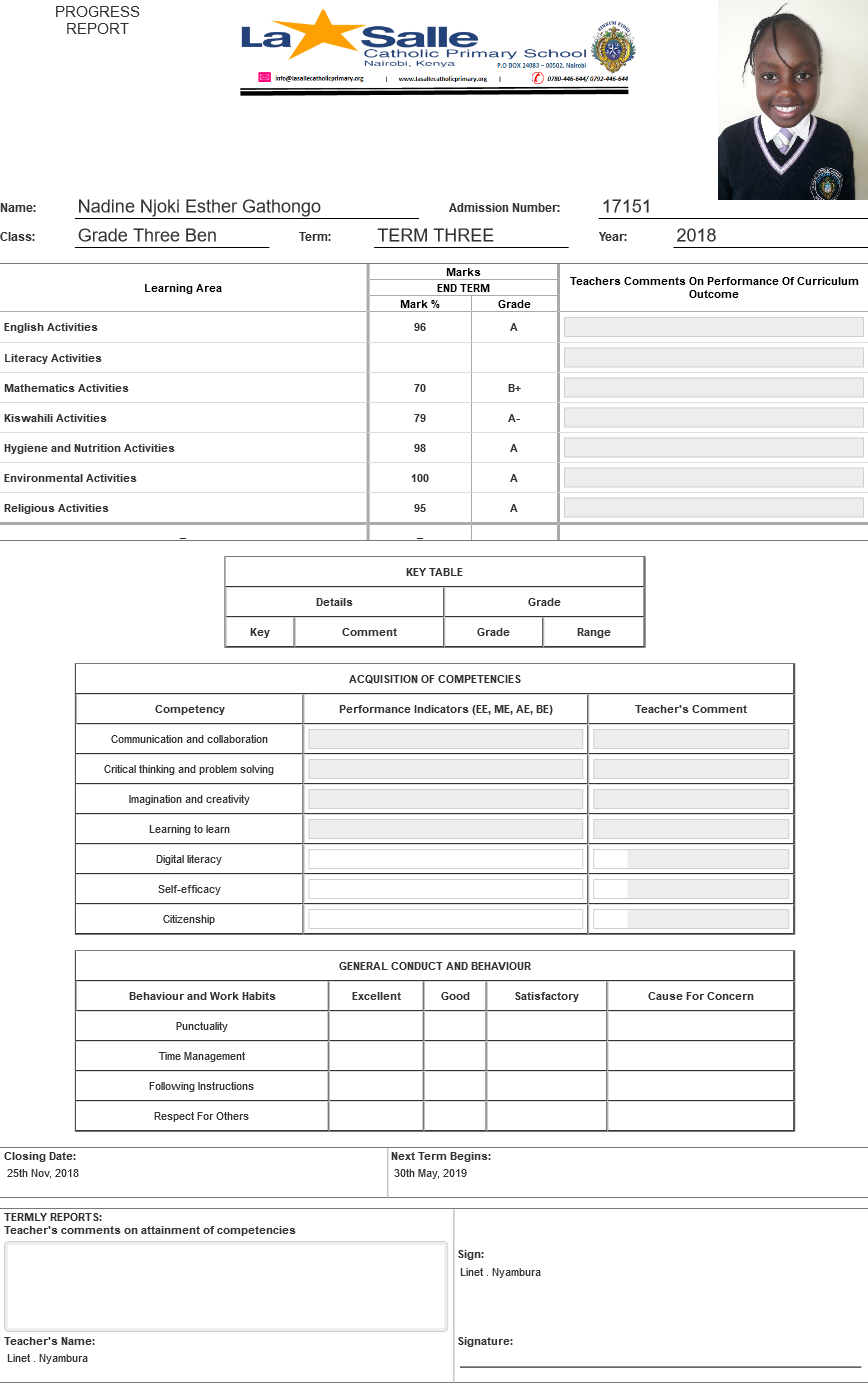 PROGRESS
REPORT
La Salle
Catholic Primary School
Nairobi, Kenya
P.O BOX 24083 – 00502, Nairobi
info@lasallecatholicprimary.org | www.lasallecatholicprimary.org | 0780-446-644/ 0792-446-644
Name: Nadine Njoki Esther Gathongo Admission Number: 17151
Class: Grade Three Ben Term: TERM THREE Year: 2018
Learning Area Marks Teachers Comments On Performance Of Curriculum Outcome
END TERM
Mark % Grade
English Activities 96 A
Literacy Activities
Mathematics Activities 70 B+
Kiswahili Activities 79 A-
Hygiene and Nutrition Activities 98 A
Environmental Activities 100 A
Religious Activities 95 A
_ _
KEY TABLE
Details Grade
Key Comment Grade Range
ACQUISITION OF COMPETENCIES
Competency Performance Indicators (EE, ME, AE, BE) Teacher's Comment
Communication and collaboration
Critical thinking and problem solving
Imagination and creativity
Learning to learn
Digital literacy
Self-efficacy
Citizenship
GENERAL CONDUCT AND BEHAVIOUR
Behaviour and Work Habits Excellent Good Satisfactory Cause For Concern
Punctuality
Time Management
Following Instructions
Respect For Others
Closing Date: Next Term Begins:
25th Nov, 2018 30th May, 2019
TERMLY REPORTS:
Teacher's comments on attainment of competencies
Sign:
Linet . Nyambura
Teacher's Name: Signature:
Linet . Nyambura